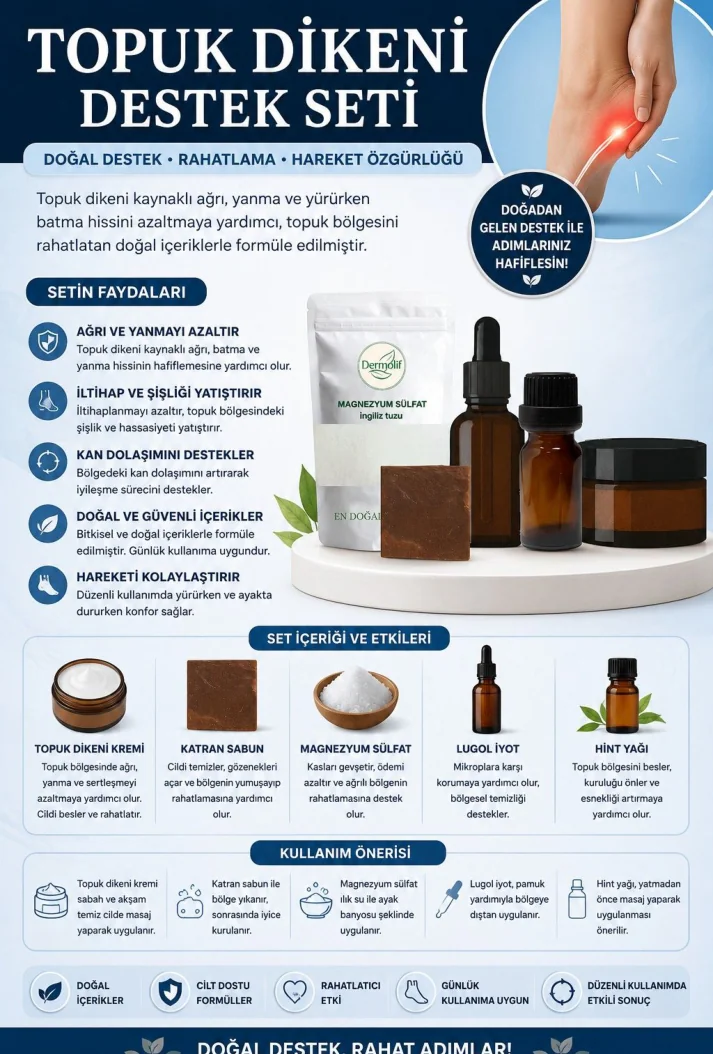 TOPUK DİKENİ
DESTEK SETİ
DOĞAL DESTEK • RAHATLAMA • HAREKET ÖZGÜRLÜĞÜ
Topuk dikeni kaynaklı ağrı, yanma ve yürürken
batma hissini azaltmaya yardımcı, topuk bölgesini
rahatlatan doğal içeriklerle formüle edilmiştir.
DOĞADAN
GELEN DESTEK İLE
ADIMLARINIZ
HAFİFLESİN!
SETİN FAYDALARI
AĞRI VE YANMAYI AZALTIR
Topuk dikeni kaynaklı ağrı, batma ve
yanma hissinin hafiflemesine yardımcı olur.
İLTİHAP VE ŞİŞLİĞİ YATIŞTIRIR
İltihaplanmayı azaltır, topuk bölgesindeki
şişlik ve hassasiyeti yatıştırır.
KAN DOLAŞIMINI DESTEKLER
Bölgedeki kan dolaşımını artırarak
iyileşme sürecini destekler.
DOĞAL VE GÜVENLİ İÇERİKLER
Bitkisel ve doğal içeriklerle formüle
edilmiştir. Günlük kullanıma uygundur.
HAREKETİ KOLAYLAŞTIRIR
Düzenli kullanımda yürürken ve ayakta
dururken konfor sağlar.
Dermolif
MAGNEZYUM SÜLFAT
ingiliz tuzu
EN DOĞAL
SET İÇERİĞİ VE ETKİLERİ
TOPUK DİKENİ KREMİ
Topuk bölgesinde ağrı,
yanma ve sertleşmeyi
azaltmaya yardımcı olur.
Cildi besler ve rahatlatır.
KATRAN SABUN
Cildi temizler, gözenekleri
açar ve bölgenin yumuşayıp
rahatlamasına yardımcı
olur.
MAGNEZYUM SÜLFAT
Kasları gevşetir, ödemi
azaltır ve ağrılı bölgenin
rahatlamasına destek
olur.
LUGOL İYOT
Mikroplara karşı
korumaya yardımcı olur,
bölgesel temizliği
destekler.
HİNT YAĞI
Topuk bölgesini besler,
kuruluğu önler ve
esnekliği artırmaya
yardımcı olur.
KULLANIM ÖNERİSİ
Topuk dikeni kremi
sabah ve akşam
temiz cilde masaj
yaparak uygulanır.
Katran sabun ile
bölge yıkanır,
sonrasında iyice
kurulanır.
Magnezyum sülfat
ılık su ile ayak
banyosu şeklinde
uygulanır.
Lugol iyot, pamuk
yardımıyla bölgeye
dıştan uygulanır.
Hint yağı, yatmadan
önce masaj yaparak
uygulanması
önerilir.
DOĞAL
İÇERİKLER
CİLT DOSTU
FORMÜLLER
RAHATLATICI
ETKİ
GÜNLÜK
KULLANIMA UYGUN
DÜZENLİ KULLANIMDA
ETKİLİ SONUÇ
DOĞAL DESTEK, RAHAT ADIMLAR!